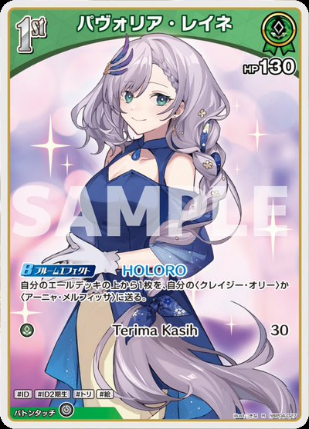 1st
パヴォリア・レイネ
HP130
SAMPLE
ブルームエフェクト HOLORO
自分のエールデッキの上から1枚を、自分の〈クレイジー・オリー〉か
〈アーニャ・メルフィッサ〉に送る。
Terima Kasih 30
#ID #ID2期生 #トリ #絵
バトンタッチ